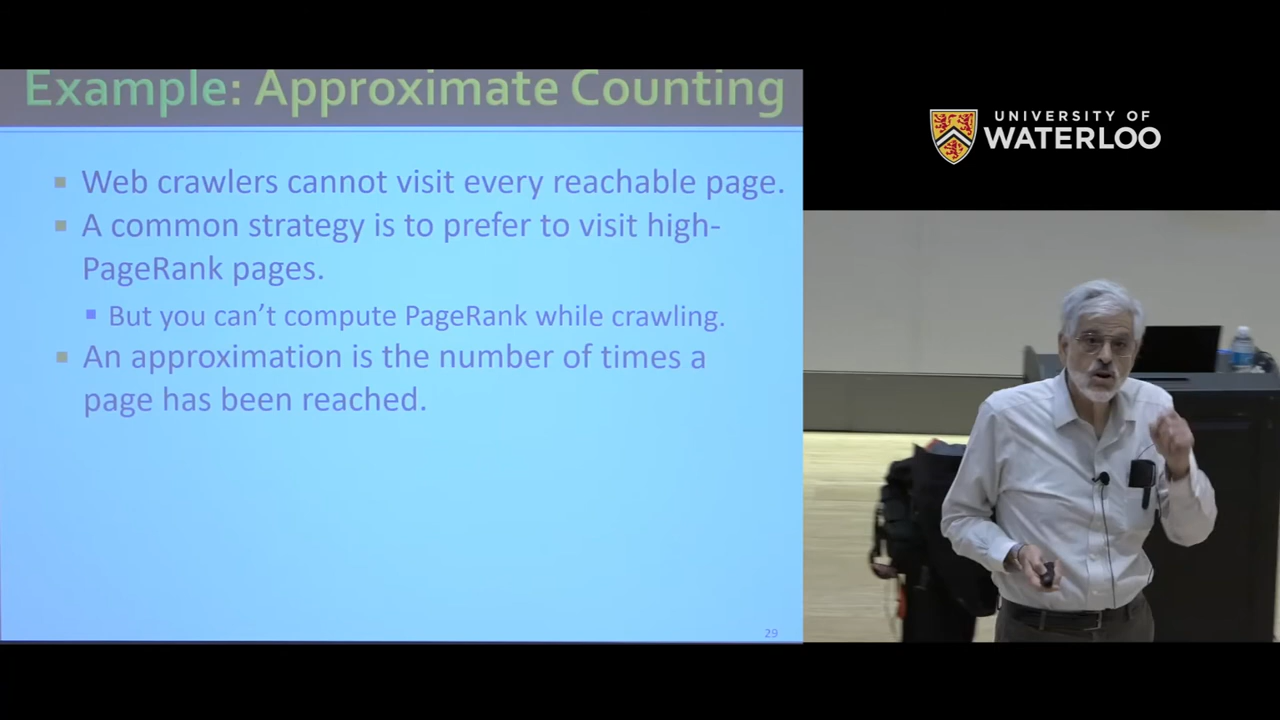 Example: Approximate Counting
UNIVERSITY OF
WATERLOO
Web crawlers cannot visit every reachable page.
A common strategy is to prefer to visit high-
PageRank pages.
But you can't compute PageRank while crawling.
An approximation is the number of times a
page has been reached.
29